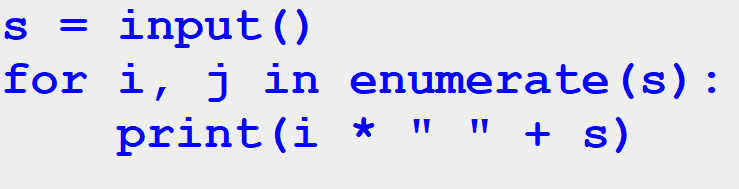 s = input()
for i, j in enumerate(s):
    print(i * " " + s)